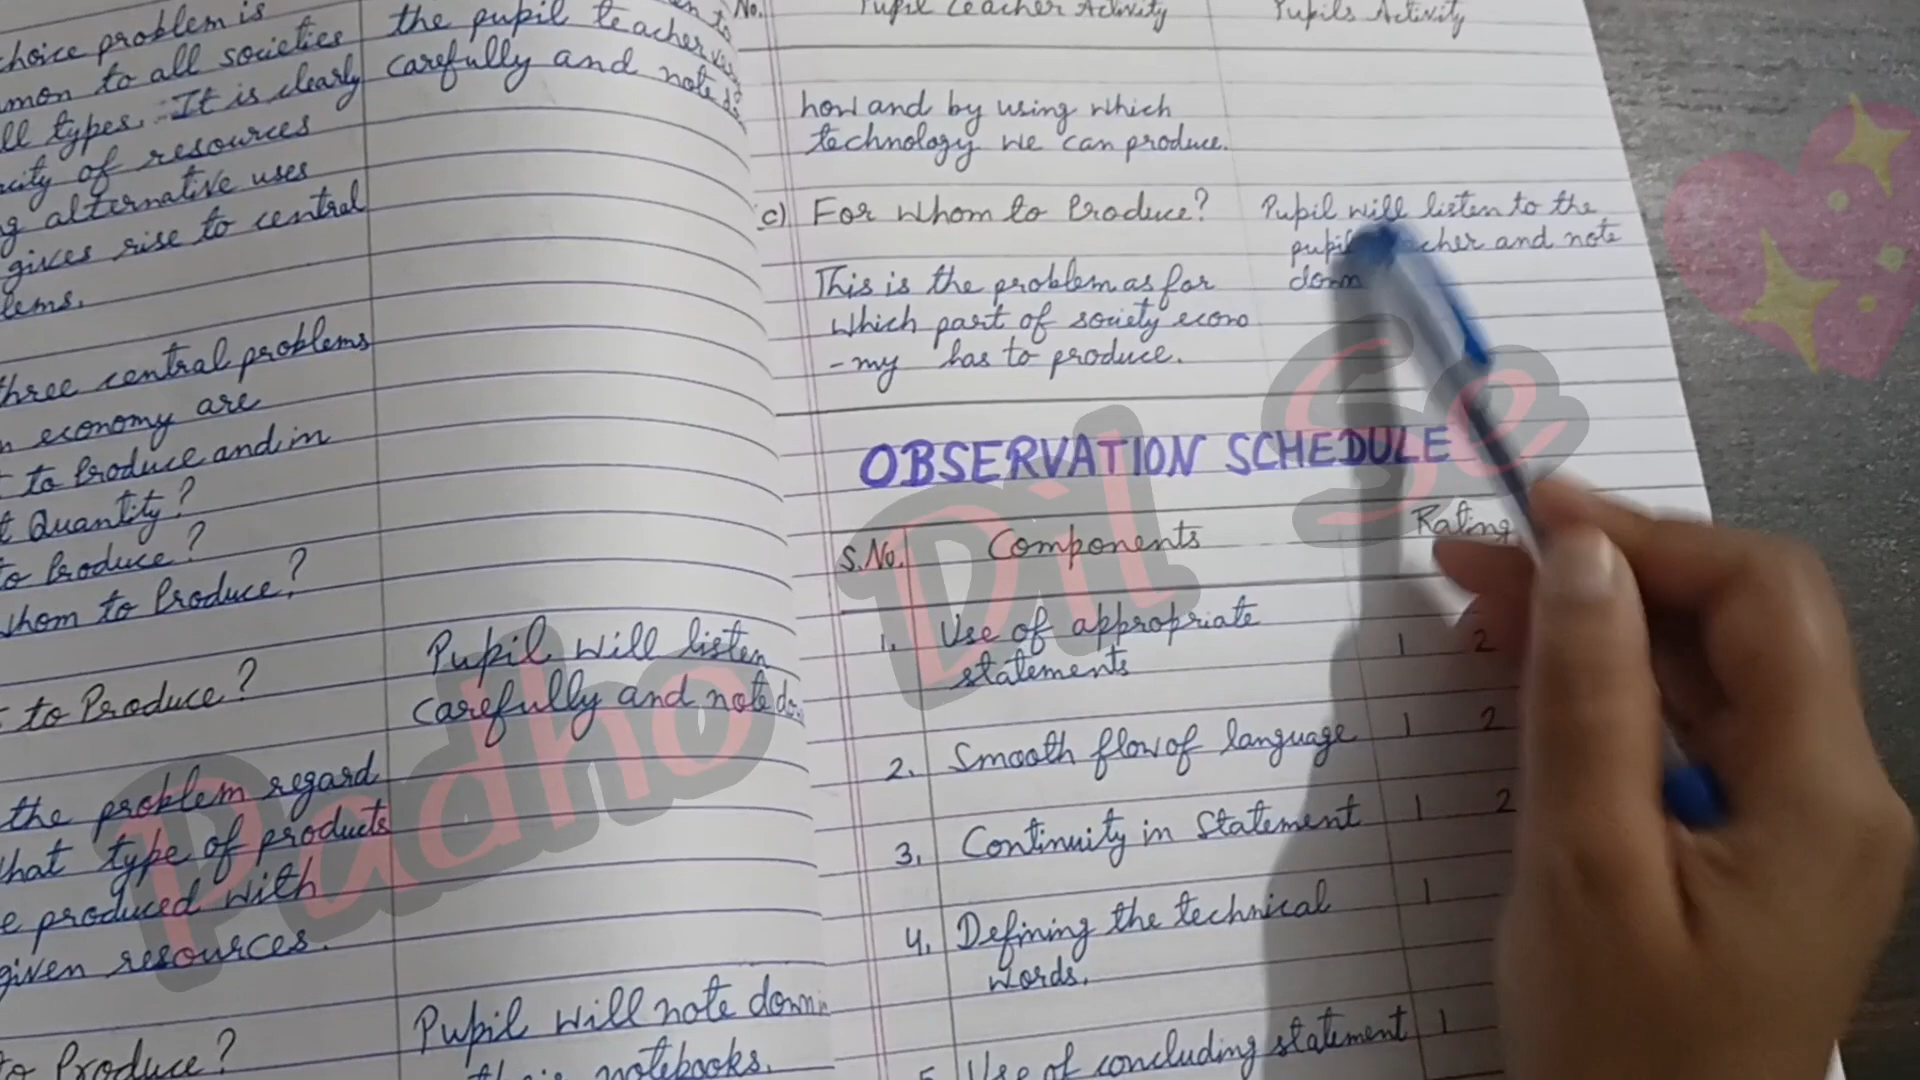 choice problem is
mon to all societies
ll types. It is clearly
city of resources
g alternative uses
gives rise to central
lems.
three central problems
n economy are
to Produce and in
t Quantity?
to Produce?
whom to Produce?
to Produce?
the problem regard
hat type of products
e produced with
given resources.
to Produce?
the pupil teacher very
carefully and note do
Pupil will listen
carefully and note do
Pupil will note down
notebooks.
No. Pupil Teacher Activity Pupils Activity
how and by using which
technology we can produce.
c) For Whom to Produce?
This is the problem as for
which part of society econo
-my has to produce.
Pupil will listen to the
pupil teacher and note
down
OBSERVATION SCHEDULE
S.No. Components Rating
1. Use of appropriate
statements 1 2
2. Smooth flow of language 1 2
3. Continuity in Statement 1 2
4. Defining the technical 1
words.
5. Use of concluding statement 1
Padho Dil Se